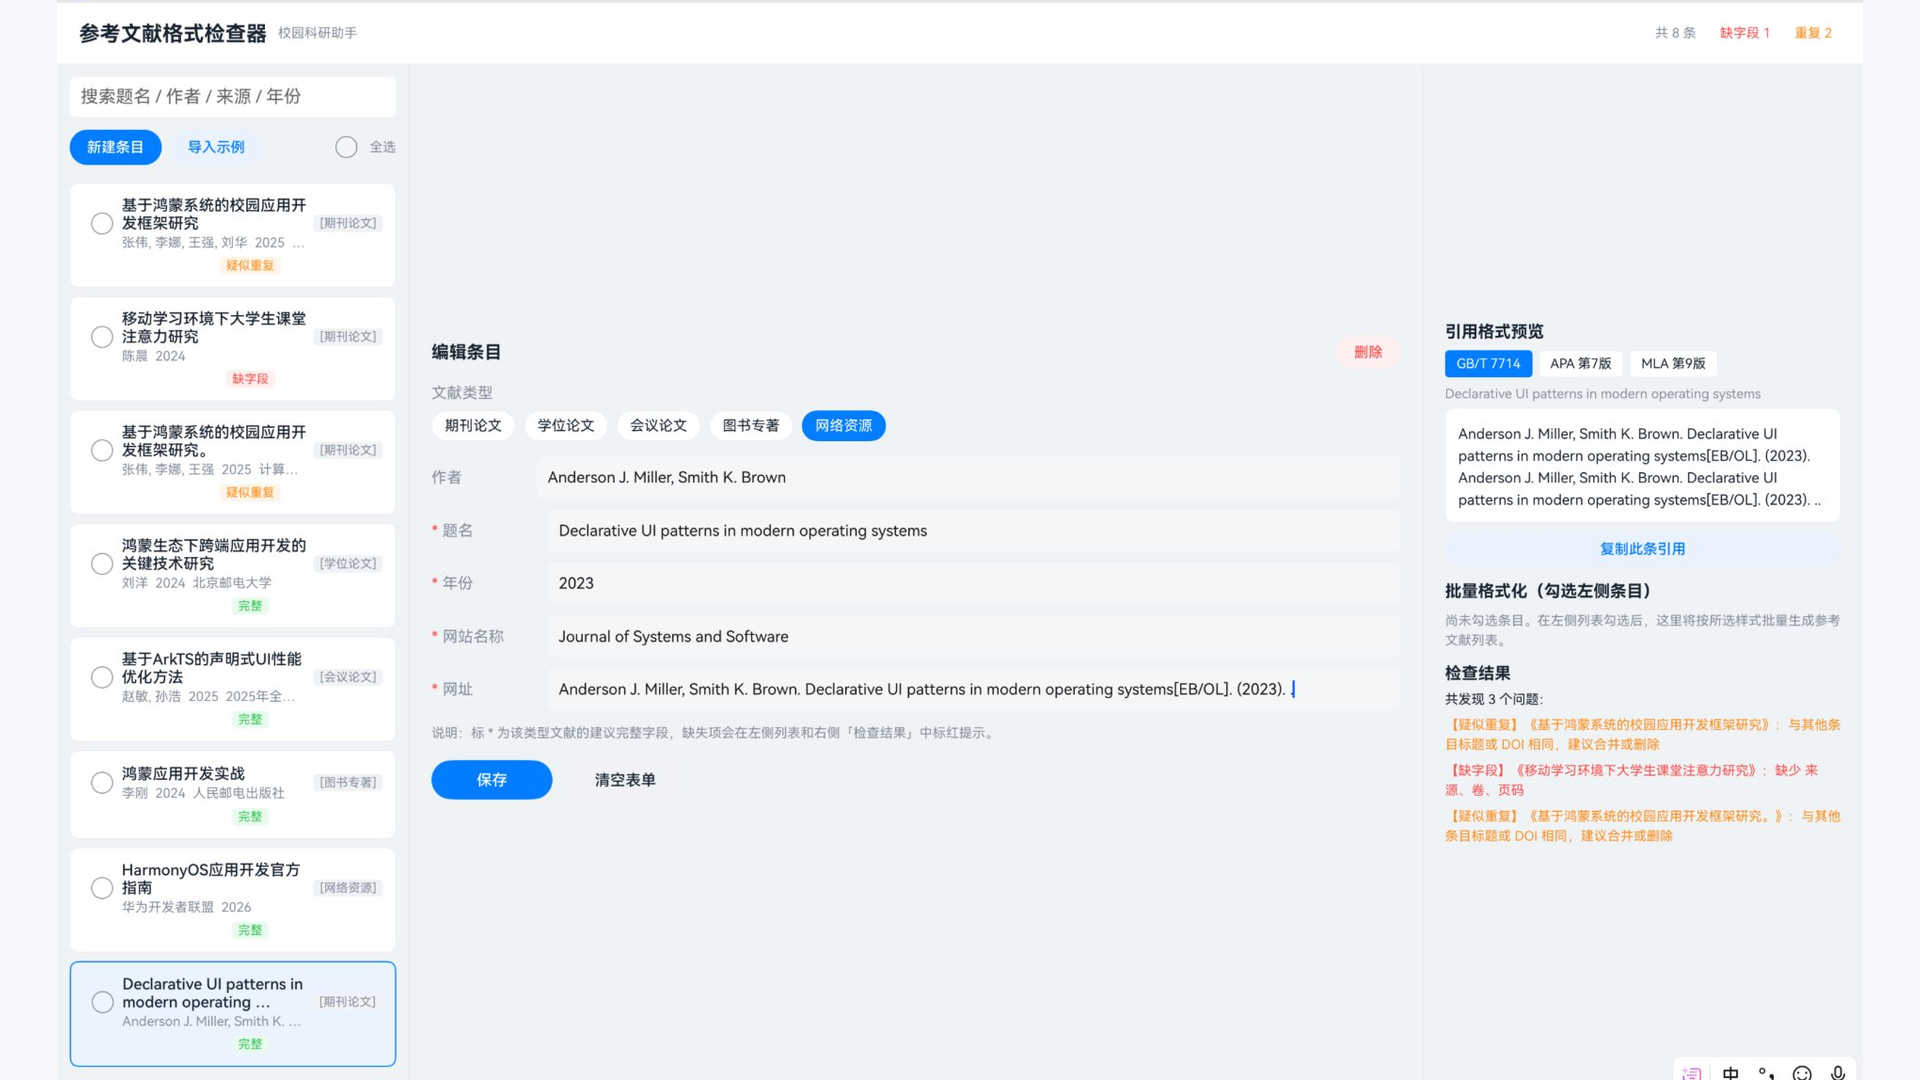 参考文献格式检查器 校园科研助手
共 8 条 缺字段 1 重复 2
搜索题名 / 作者 / 来源 / 年份
新建条目 导入示例 全选
基于鸿蒙系统的校园应用开
发框架研究
[期刊论文]
张伟, 李娜, 王强, 刘华 2025 ...
疑似重复
移动学习环境下大学生课堂
注意力研究
[期刊论文]
陈晨 2024
缺字段
基于鸿蒙系统的校园应用开
发框架研究。
[期刊论文]
张伟, 李娜, 王强 2025 计算...
疑似重复
鸿蒙生态下跨端应用开发的
关键技术研究
[学位论文]
刘洋 2024 北京邮电大学
完整
基于ArkTS的声明式UI性能
优化方法
[会议论文]
赵敏, 孙浩 2025 2025年全...
完整
鸿蒙应用开发实战
[图书专著]
李刚 2024 人民邮电出版社
完整
HarmonyOS应用开发官方
指南
[网络资源]
华为开发者联盟 2026
完整
Declarative UI patterns in
modern operating ...
[期刊论文]
Anderson J. Miller, Smith K. ...
完整
编辑条目
删除
文献类型
期刊论文 学位论文 会议论文 图书专著 网络资源
作者 Anderson J. Miller, Smith K. Brown
* 题名 Declarative UI patterns in modern operating systems
* 年份 2023
* 网站名称 Journal of Systems and Software
* 网址 Anderson J. Miller, Smith K. Brown. Declarative UI patterns in modern operating systems[EB/OL]. (2023). .
说明：标 * 为该类型文献的建议完整字段，缺失项会在左侧列表和右侧「检查结果」中标红提示。
保存 清空表单
引用格式预览
GB/T 7714 APA 第7版 MLA 第9版
Declarative UI patterns in modern operating systems
Anderson J. Miller, Smith K. Brown. Declarative UI
patterns in modern operating systems[EB/OL]. (2023).
Anderson J. Miller, Smith K. Brown. Declarative UI
patterns in modern operating systems[EB/OL]. (2023). ..
复制此条引用
批量格式化（勾选左侧条目）
尚未勾选条目。在左侧列表勾选后，这里将按所选样式批量生成参考
文献列表。
检查结果
共发现 3 个问题:
【疑似重复】《基于鸿蒙系统的校园应用开发框架研究》：与其他条
目标题或 DOI 相同，建议合并或删除
【缺字段】《移动学习环境下大学生课堂注意力研究》：缺少 来
源、卷、页码
【疑似重复】《基于鸿蒙系统的校园应用开发框架研究。》：与其他
条目标题或 DOI 相同，建议合并或删除
中